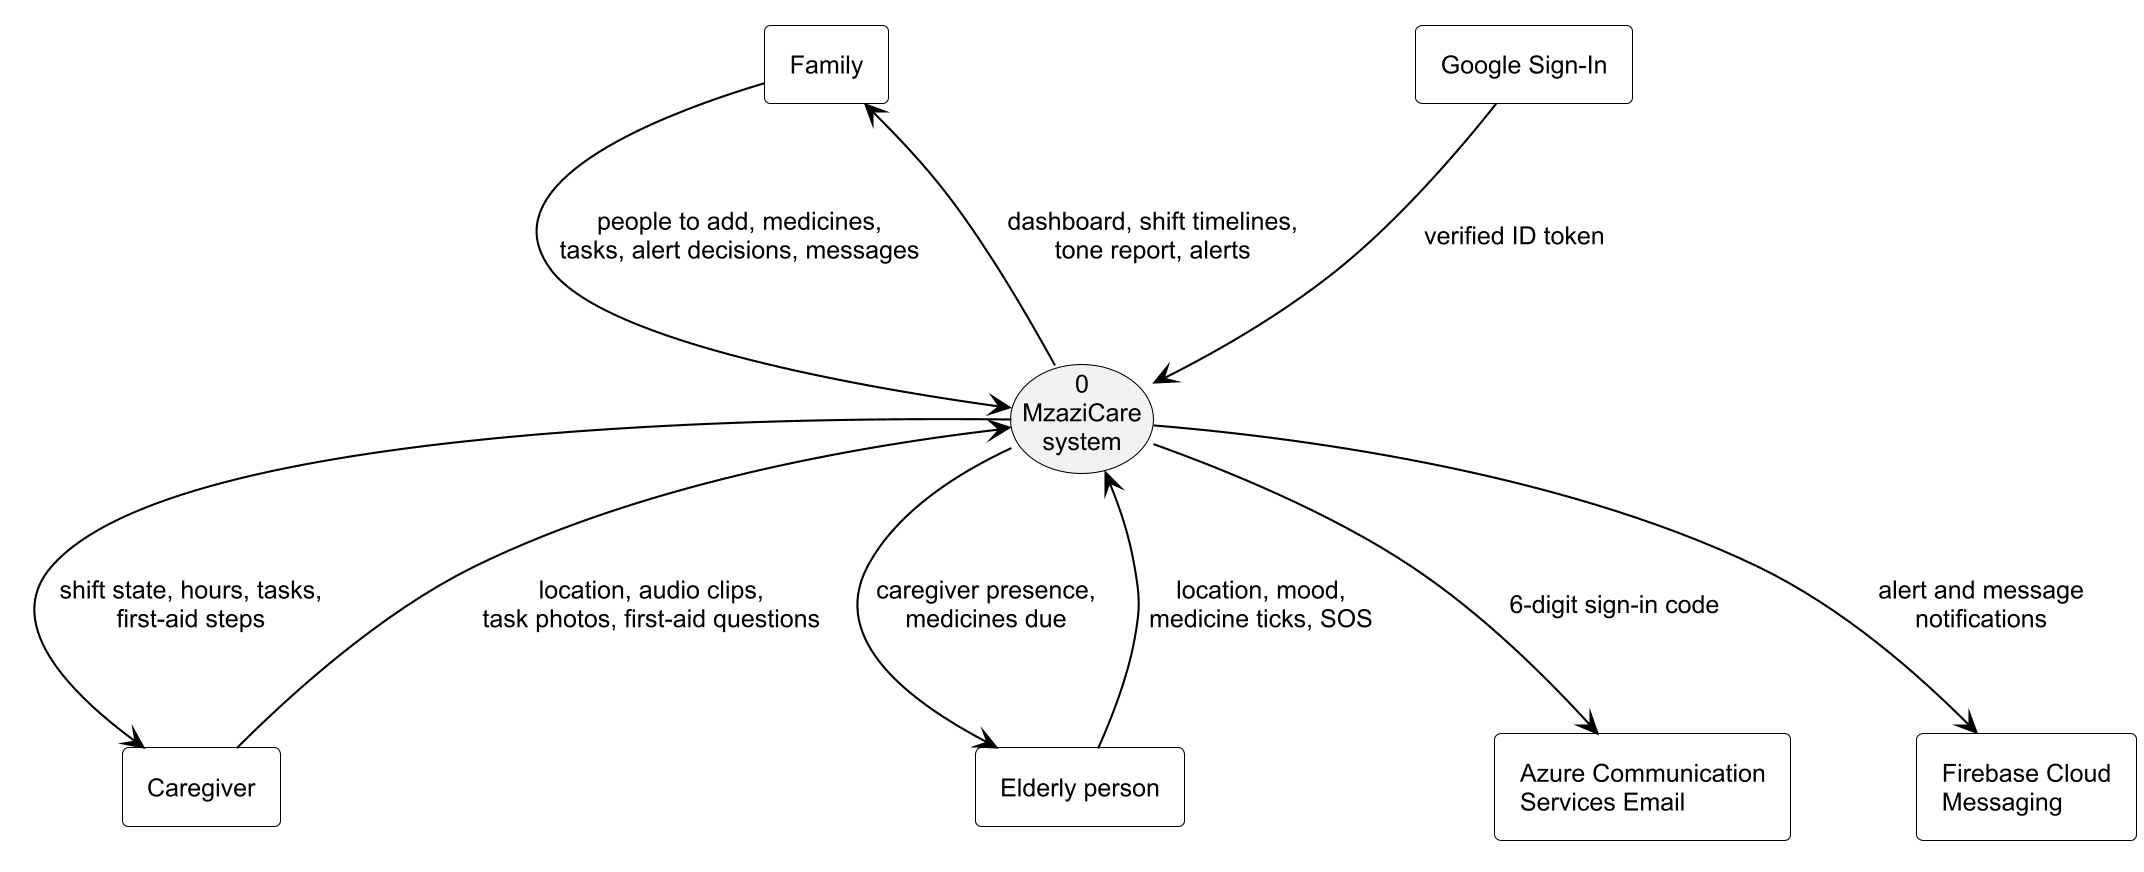 Family
Google Sign-In
people to add, medicines,
tasks, alert decisions, messages
dashboard, shift timelines,
tone report, alerts
verified ID token
0
MzaziCare
system
shift state, hours, tasks,
first-aid steps
location, audio clips,
task photos, first-aid questions
caregiver presence,
medicines due
location, mood,
medicine ticks, SOS
6-digit sign-in code
alert and message
notifications
Caregiver
Elderly person
Azure Communication
Services Email
Firebase Cloud
Messaging